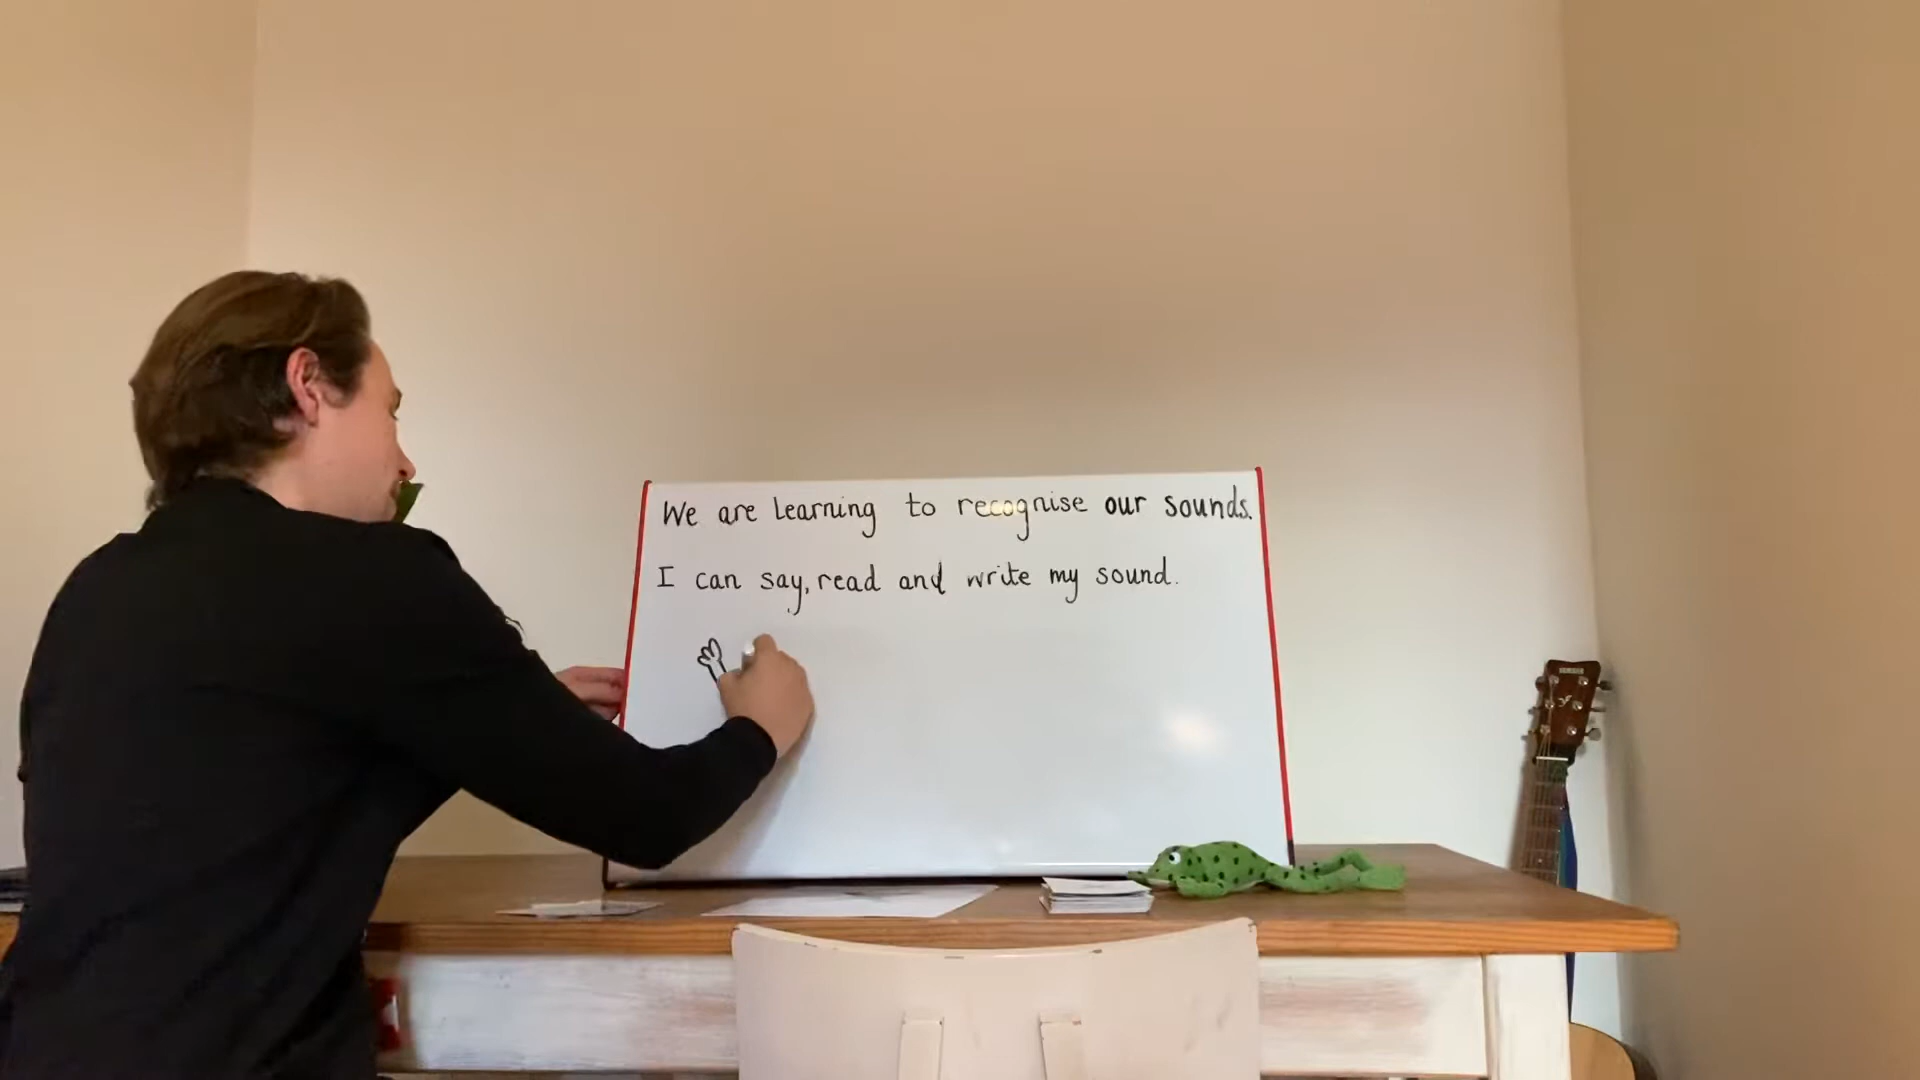 We are learning to recognise our sounds.
I can say, read and write my sound.